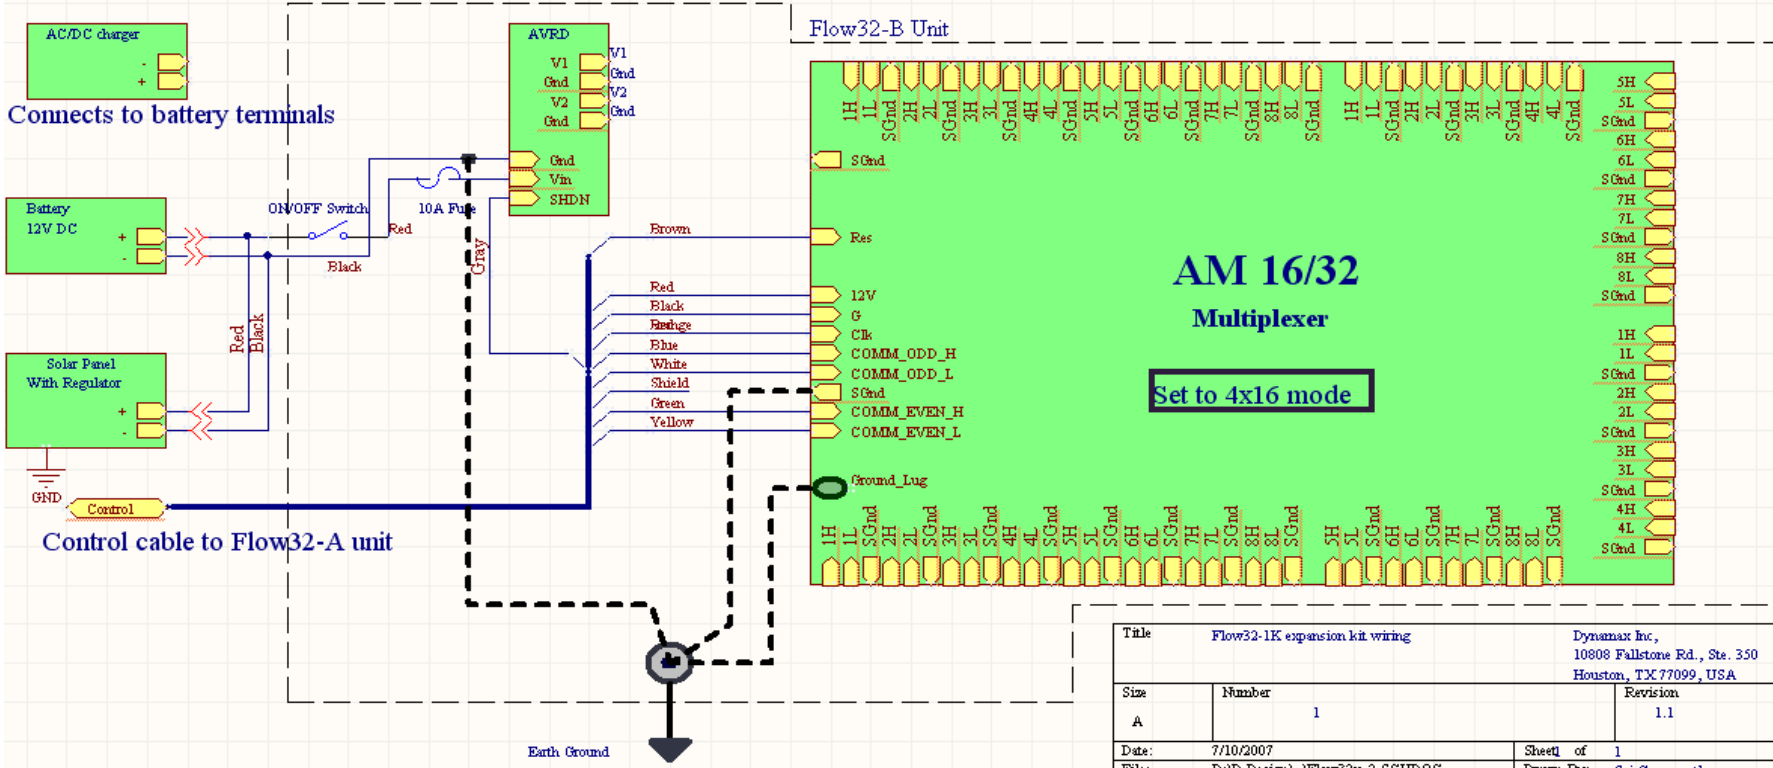 AC/DC charger
-
+
Connects to battery terminals
AVRD
V1
Gnd
V2
Gnd
V1
Gnd
V2
Gnd
Gnd
Vin
SHDN
Flow32-B Unit
1H 1L SGnd 2H 2L SGnd 3H 3L SGnd 4H 4L SGnd 5H 5L SGnd 6H 6L SGnd 7H 7L SGnd 8H 8L SGnd
1H 1L SGnd 2H 2L SGnd 3H 3L SGnd 4H 4L SGnd
Battery
12V DC
+
-
ON/OFF Switch
10A Fuse
Red
Black
Gray
Red
Black
Solar Panel
With Regulator
+
-
GND
Control
Control cable to Flow32-A unit
Brown
Red
Black
Blue
White
Shield
Green
Yellow
SGnd
Res
12V
G
Clk
COMM_ODD_H
COMM_ODD_L
SGnd
COMM_EVEN_H
COMM_EVEN_L
Ground_Lug
AM 16/32
Multiplexer
Set to 4x16 mode
5H
5L
SGnd
6H
6L
SGnd
7H
7L
SGnd
8H
8L
SGnd
1H
1L
SGnd
2H
2L
SGnd
3H
3L
SGnd
4H
4L
SGnd
1H 1L SGnd 2H 2L SGnd 3H 3L SGnd 4H 4L SGnd 5H 5L SGnd 6H 6L SGnd 7H 7L SGnd 8H 8L SGnd
5H 5L SGnd 6H 6L SGnd 7H 7L SGnd 8H 8L SGnd
Earth Ground
Title
Flow32-1K expansion kit wiring
Dynamax Inc,
10808 Fallstone Rd., Ste. 350
Houston, TX 77099, USA
Size
A
Number
1
Revision
1.1
Date: 7/10/2007 Sheet1 of 1